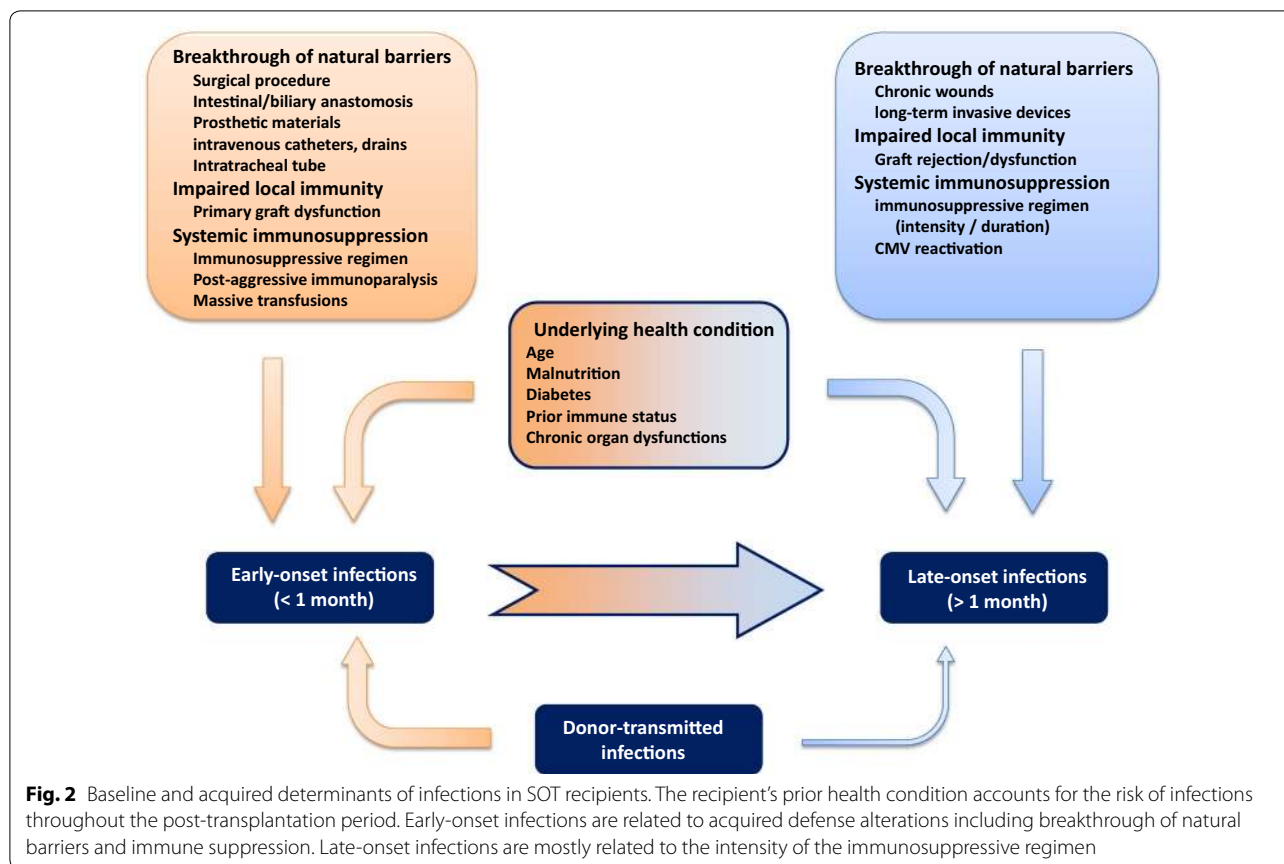 Breakthrough of natural barriers
Surgical procedure
Intestinal/biliary anastomosis
Prosthetic materials
intravenous catheters, drains
Intratracheal tube
Impaired local immunity
Primary graft dysfunction
Systemic immunosuppression
Immunosuppressive regimen
Post-aggressive immunoparalysis
Massive transfusions
Breakthrough of natural barriers
Chronic wounds
long-term invasive devices
Impaired local immunity
Graft rejection/dysfunction
Systemic immunosuppression
immunosuppressive regimen
(intensity / duration)
CMV reactivation
Underlying health condition
Age
Malnutrition
Diabetes
Prior immune status
Chronic organ dysfunctions
Early-onset infections
(< 1 month)
Late-onset infections
(> 1 month)
Donor-transmitted
infections
Fig. 2 Baseline and acquired determinants of infections in SOT recipients. The recipient's prior health condition accounts for the risk of infections
throughout the post-transplantation period. Early-onset infections are related to acquired defense alterations including breakthrough of natural
barriers and immune suppression. Late-onset infections are mostly related to the intensity of the immunosuppressive regimen